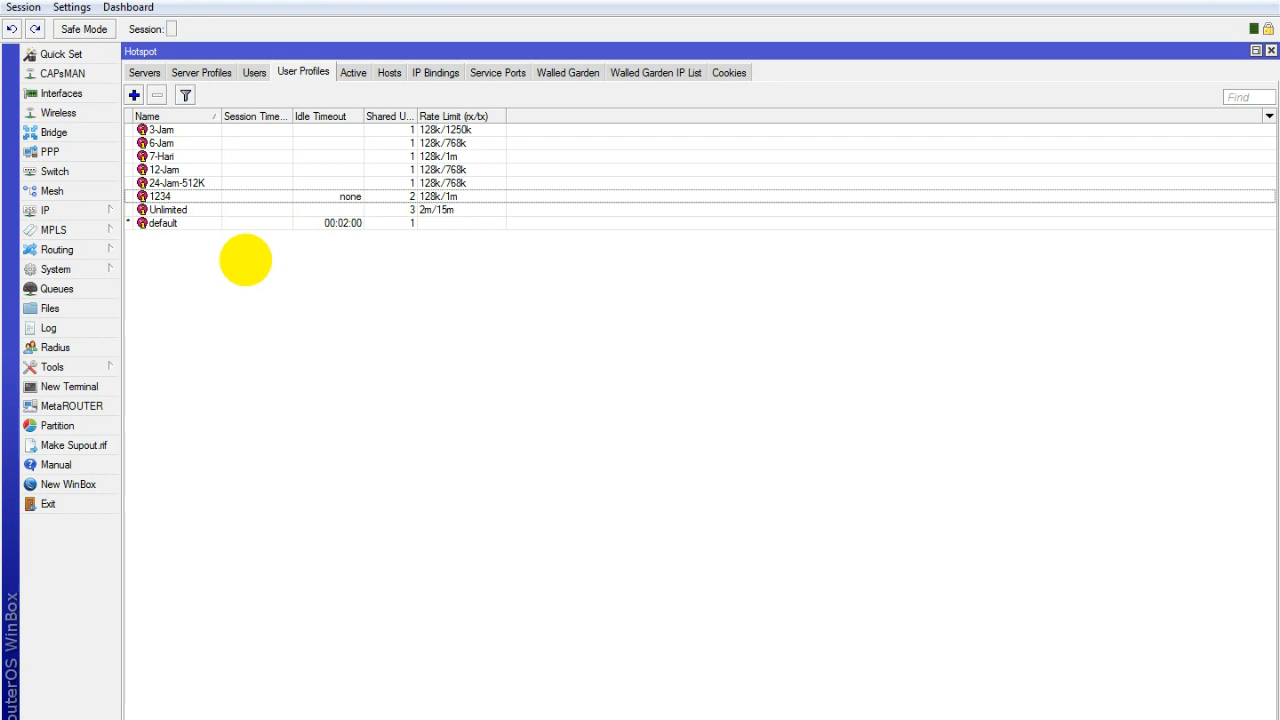 Session Settings Dashboard
Safe Mode Session:
Quick Set
CAPsMAN
Interfaces
Wireless
Bridge
PPP
Switch
Mesh
IP
MPLS
Routing
System
Queues
Files
Log
Radius
Tools
New Terminal
MetaROUTER
Partition
Make Supout.rif
Manual
New WinBox
Exit
outerOS WinBox
Hotspot
Servers Server Profiles Users User Profiles Active Hosts IP Bindings Service Ports Walled Garden Walled Garden IP List Cookies
Find
Name Session Time... Idle Timeout Shared U... Rate Limit (rx/tx)
3-Jam 1 128k/1250k
6-Jam 1 128k/768k
7-Hari 1 128k/1m
12-Jam 1 128k/768k
24-Jam-512K 1 128k/768k
1234 none 2 128k/1m
Unlimited 3 2m/15m
* default 00:02:00 1